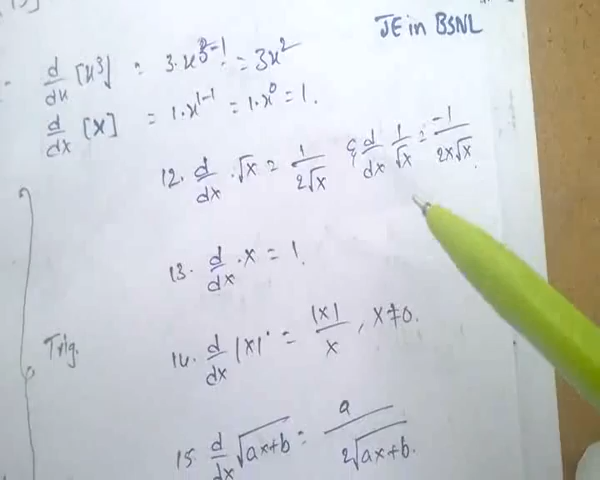 JE in BSNL
d/dx [x³] = 3·x³⁻¹ = 3x²
d/dx [x] = 1·x¹⁻¹ = 1·x⁰ = 1.
12. d/dx ·√x = 1/2√x & d/dx 1/√x = -1/2x√x.
13. d/dx ·x = 1.
Trig.
14. d/dx |x| = |x|/x , x≠0.
15. d/dx √ax+b = a/2√ax+b.